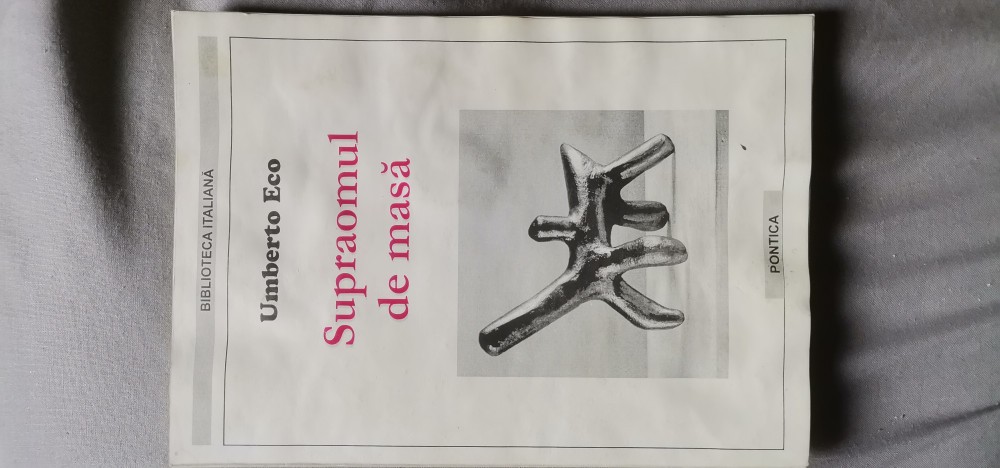 BIBLIOTECA ITALIANĂ
Umberto Eco
Supraomul
de masă
PONTICA